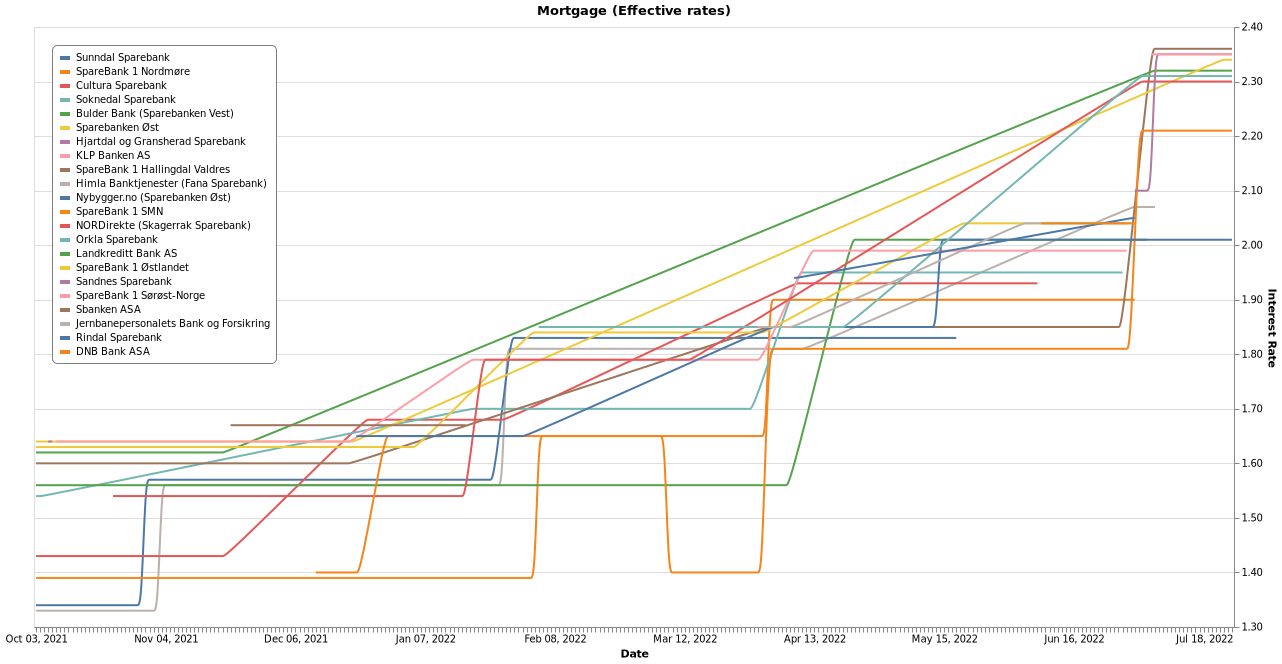 Mortgage (Effective rates)
Sunndal Sparebank
SpareBank 1 Nordmøre
Cultura Sparebank
Soknedal Sparebank
Bulder Bank (Sparebanken Vest)
Sparebanken Øst
Hjartdal og Gransherad Sparebank
KLP Banken AS
SpareBank 1 Hallingdal Valdres
Himla Banktjenester (Fana Sparebank)
Nybygger.no (Sparebanken Øst)
SpareBank 1 SMN
NORDirekte (Skagerrak Sparebank)
Orkla Sparebank
Landkreditt Bank AS
SpareBank 1 Østlandet
Sandnes Sparebank
SpareBank 1 Sørøst-Norge
Sbanken ASA
Jernbanepersonalets Bank og Forsikring
Rindal Sparebank
DNB Bank ASA
2.40
2.30
2.20
2.10
2.00
1.90
1.80
1.70
1.60
1.50
1.40
1.30
Interest Rate
Oct 03, 2021
Nov 04, 2021
Dec 06, 2021
Jan 07, 2022
Feb 08, 2022
Mar 12, 2022
Apr 13, 2022
May 15, 2022
Jun 16, 2022
Jul 18, 2022
Date